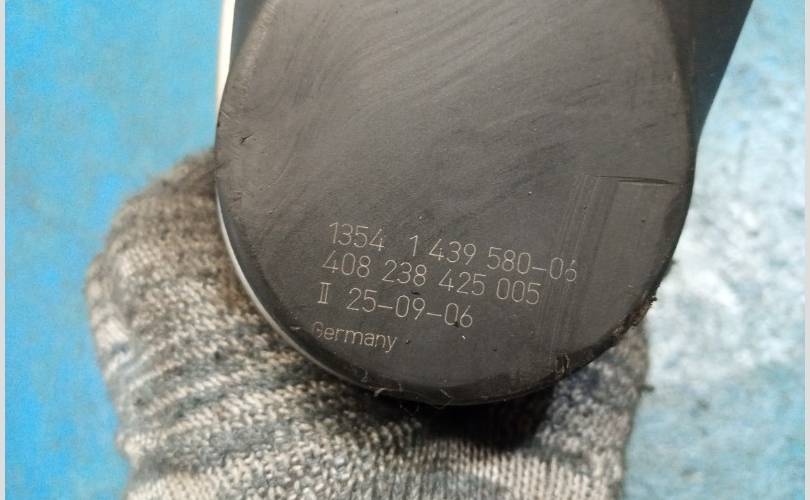 1354 1 439 580-06
408 238 425 005
II 25-09-06
Germany